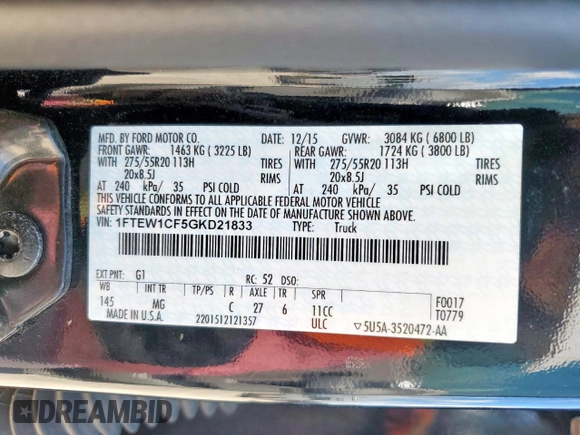 MFD. BY FORD MOTOR CO. DATE: 12/15 GVWR: 3084 KG ( 6800 LB)
FRONT GAWR: 1463 KG ( 3225 LB) REAR GAWR: 1724 KG ( 3800 LB)
WITH 275/55R20 113H TIRES WITH 275/55R20 113H TIRES
20x8.5J RIMS 20x8.5J RIMS
AT 240 kPa/ 35 PSI COLD AT 240 kPa/ 35 PSI COLD
THIS VEHICLE CONFORMS TO ALL APPLICABLE FEDERAL MOTOR VEHICLE
SAFETY STANDARDS IN EFFECT ON THE DATE OF MANUFACTURE SHOWN ABOVE.
VIN: 1FTEW1CF5GKD21833 TYPE: Truck
EXT PNT: G1 RC: 52 DSO:
WB INT TR TP/PS R AXLE TR SPR F0017
145 MG C 27 6 11CC T0779
MADE IN U.S.A. 2201512121357 ULC ▽5U5A-3520472-AA
DREAMBID